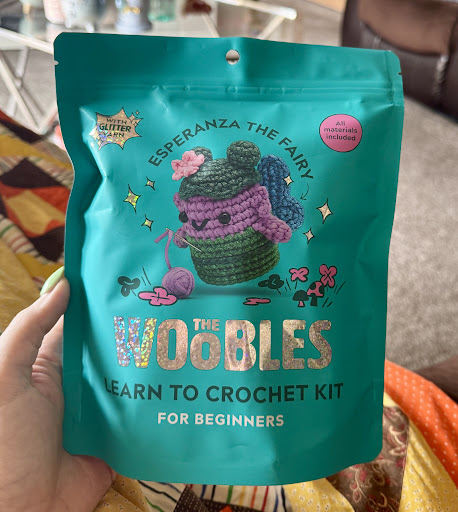 WITH
GLITTER
YARN
ESPERANZA THE FAIRY
All
materials
included
THE
WOOBLES
LEARN TO CROCHET KIT
FOR BEGINNERS